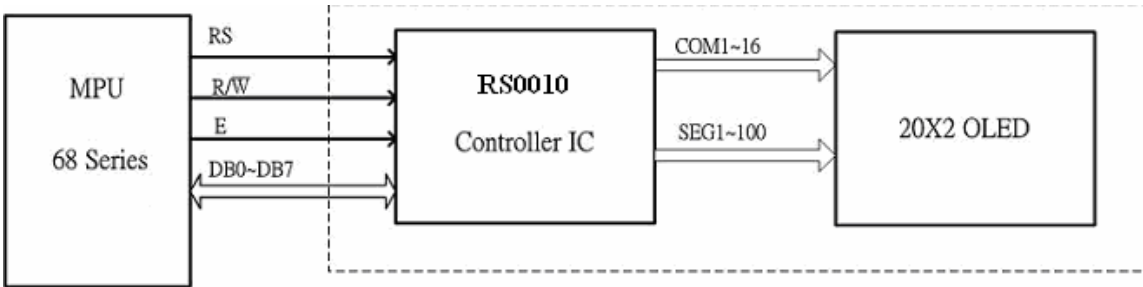 MPU
68 Series
RS
R/W̅
E
DB0~DB7
RS0010
Controller IC
COM1~16
SEG1~100
20X2 OLED